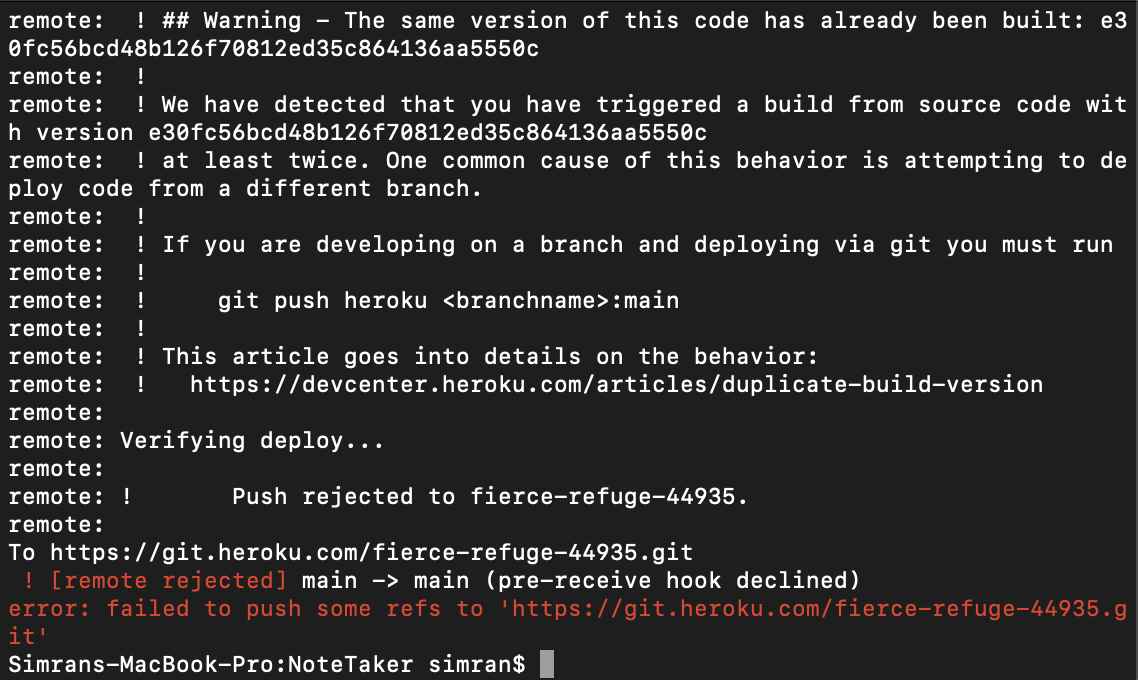 remote:  ! ## Warning - The same version of this code has already been built: e3
0fc56bcd48b126f70812ed35c864136aa5550c
remote:  !
remote:  ! We have detected that you have triggered a build from source code wit
h version e30fc56bcd48b126f70812ed35c864136aa5550c
remote:  ! at least twice. One common cause of this behavior is attempting to de
ploy code from a different branch.
remote:  !
remote:  ! If you are developing on a branch and deploying via git you must run
remote:  !
remote:  !     git push heroku <branchname>:main
remote:  !
remote:  ! This article goes into details on the behavior:
remote:  !   https://devcenter.heroku.com/articles/duplicate-build-version
remote:
remote: Verifying deploy...
remote:
remote: !       Push rejected to fierce-refuge-44935.
remote:
To https://git.heroku.com/fierce-refuge-44935.git
 ! [remote rejected] main -> main (pre-receive hook declined)
error: failed to push some refs to 'https://git.heroku.com/fierce-refuge-44935.g
it'
Simrans-MacBook-Pro:NoteTaker simran$